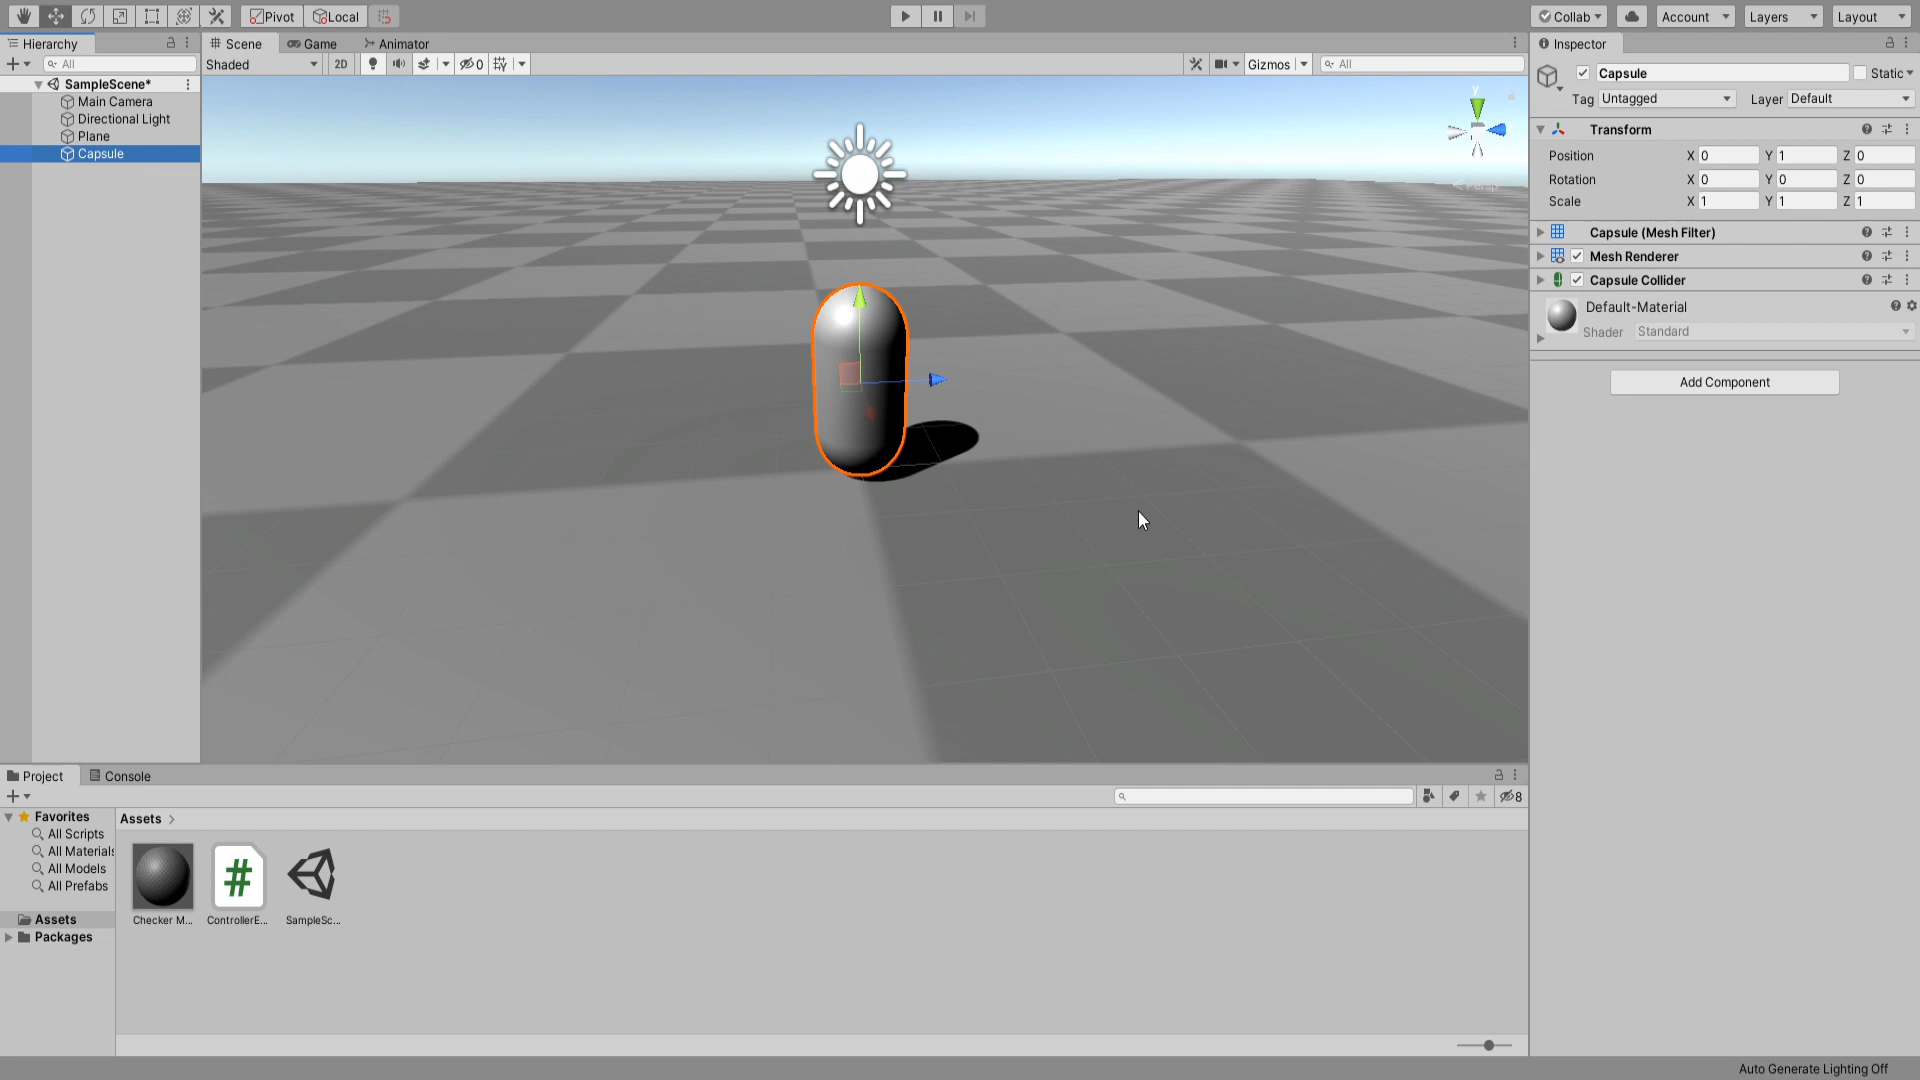 Pivot Local
Collab Account Layers Layout
Hierarchy
All
SampleScene*
Main Camera
Directional Light
Plane
Capsule
Scene Game Animator
Shaded 2D 0 Gizmos All
y
< Persp
Inspector
Capsule Static
Tag Untagged Layer Default
Transform
Position X 0 Y 1 Z 0
Rotation X 0 Y 0 Z 0
Scale X 1 Y 1 Z 1
Capsule (Mesh Filter)
Mesh Renderer
Capsule Collider
Default-Material
Shader Standard
Add Component
Project Console
8
Favorites
All Scripts
All Materials
All Models
All Prefabs
Assets
Packages
Assets >
Checker M... ControllerE... SampleSc...
Auto Generate Lighting Off